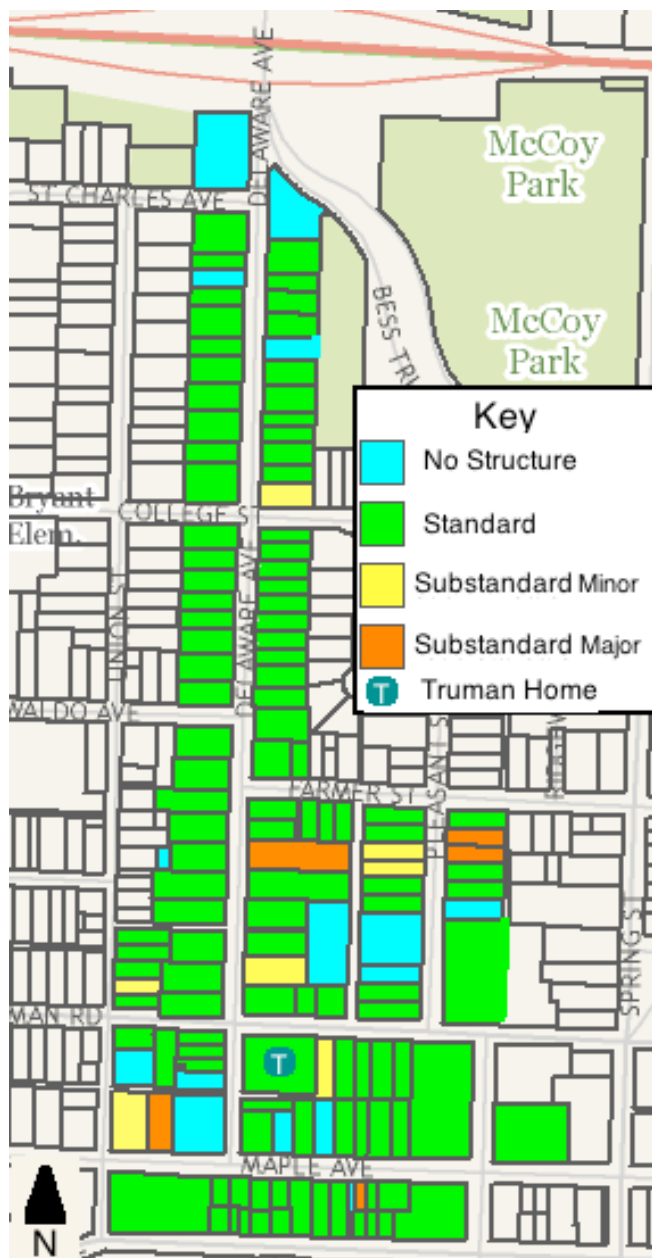 DELAWARE AVE
McCoy
Park
ST CHARLES AVE
BESS TRU
McCoy
Park
Key
No Structure
Standard
Substandard Minor
Substandard Major
T
Truman Home
Bryant
Elem.
COLLEGE ST
UNION ST
DELAWARE AVE
WALDO AVE
PLEASANT S
FARMER ST
SPRING ST
MAN RD
T
MAPLE AVE
N